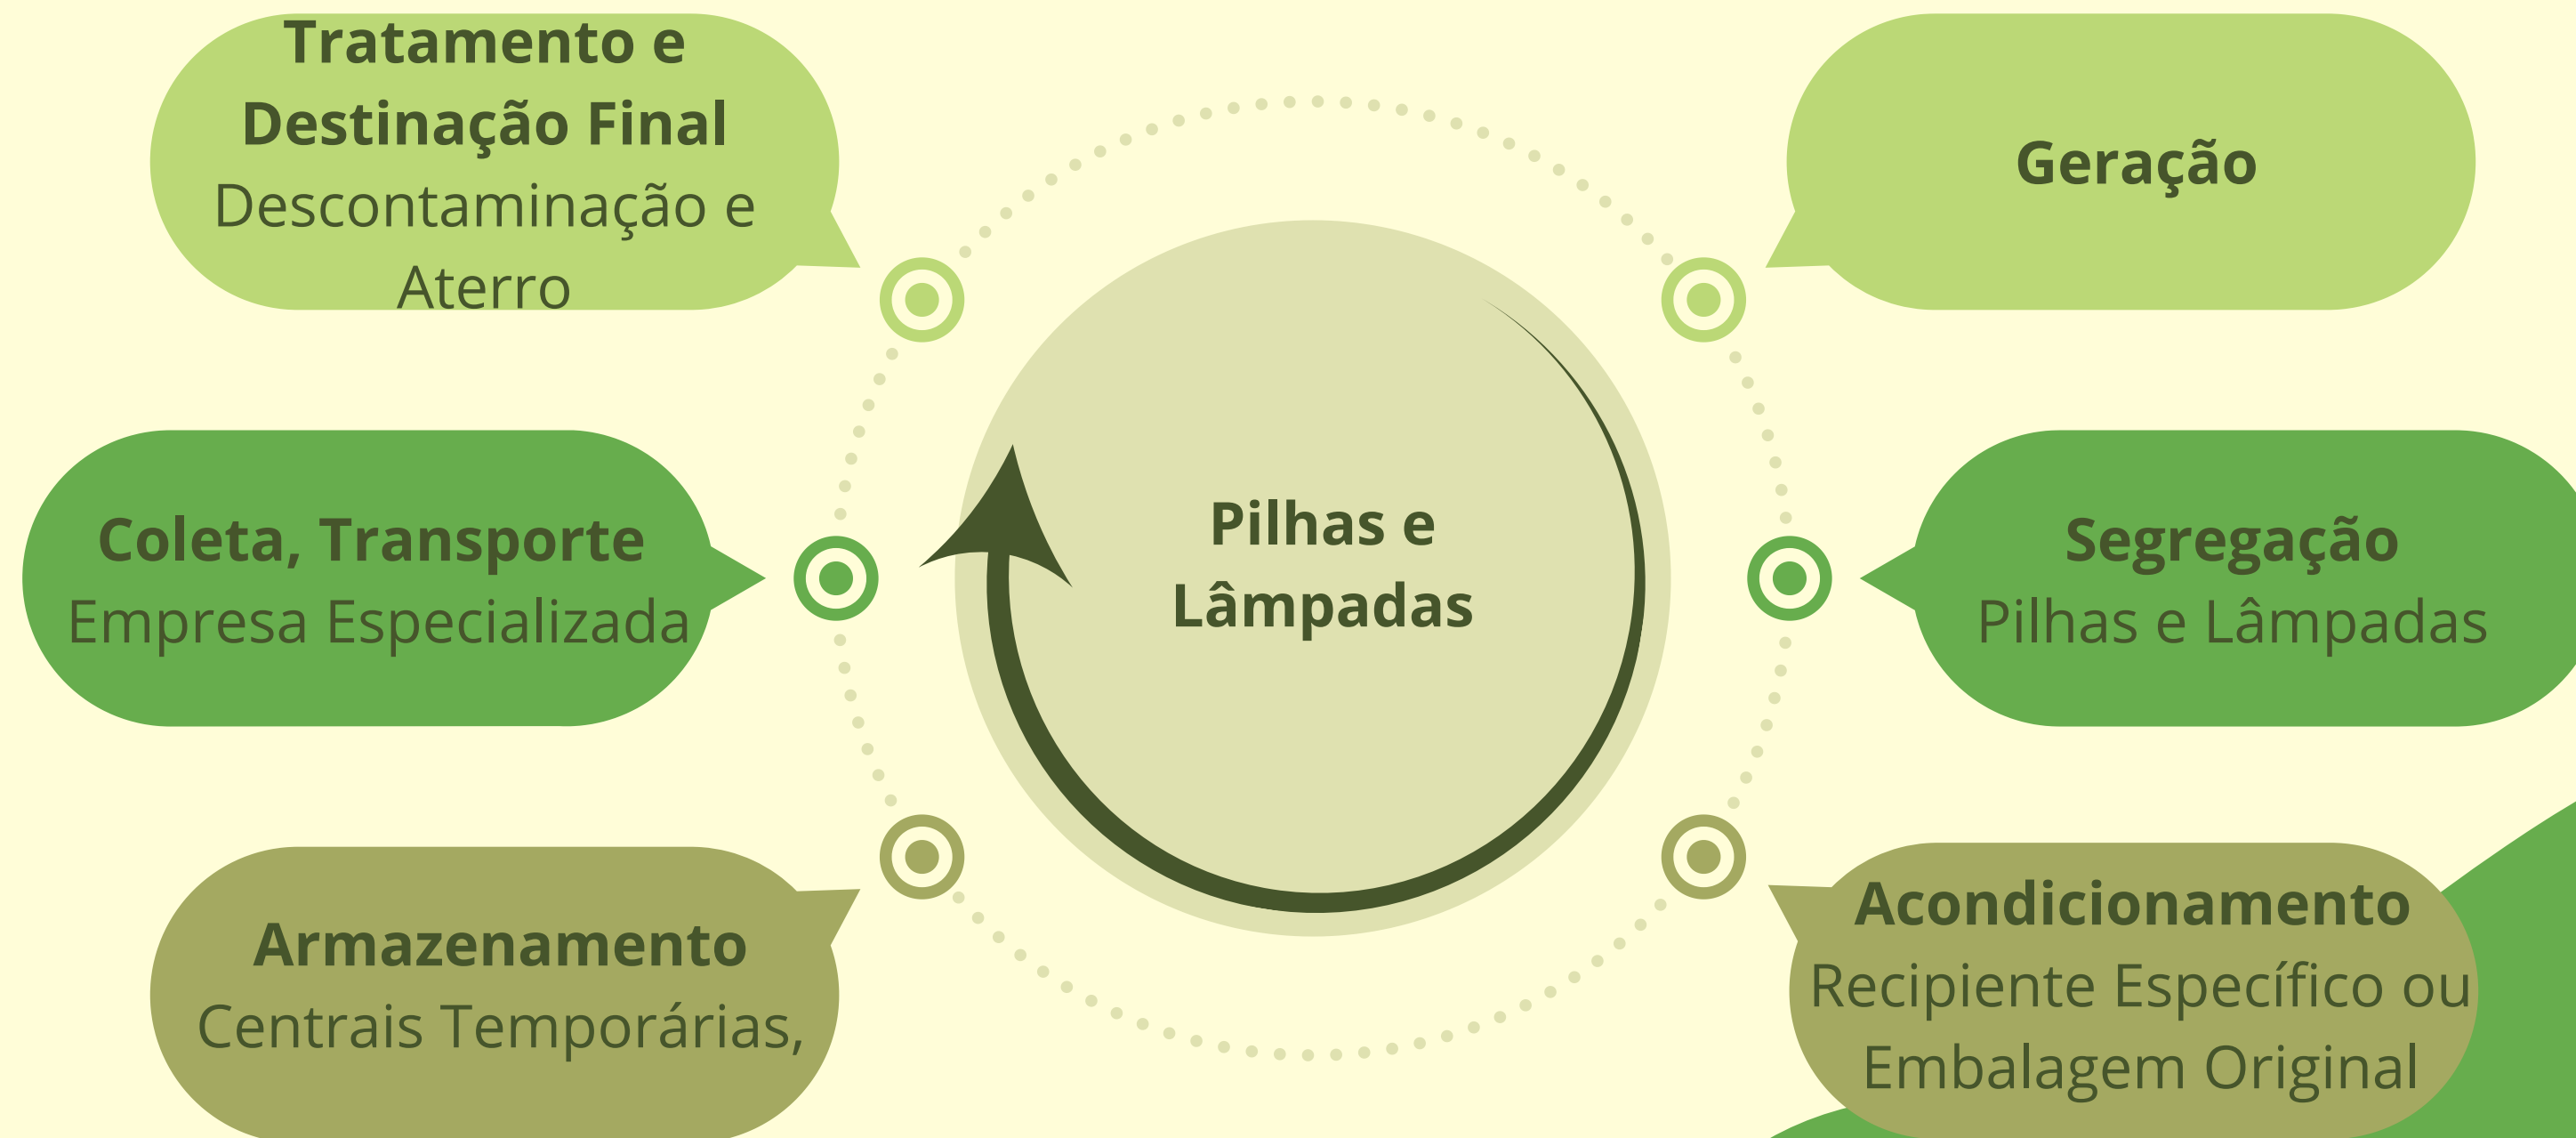 Tratamento e
Destinação Final
Descontaminação e
Aterro
Geração
Coleta, Transporte
Empresa Especializada
Pilhas e
Lâmpadas
Segregação
Pilhas e Lâmpadas
Armazenamento
Centrais Temporárias,
Acondicionamento
Recipiente Específico ou
Embalagem Original